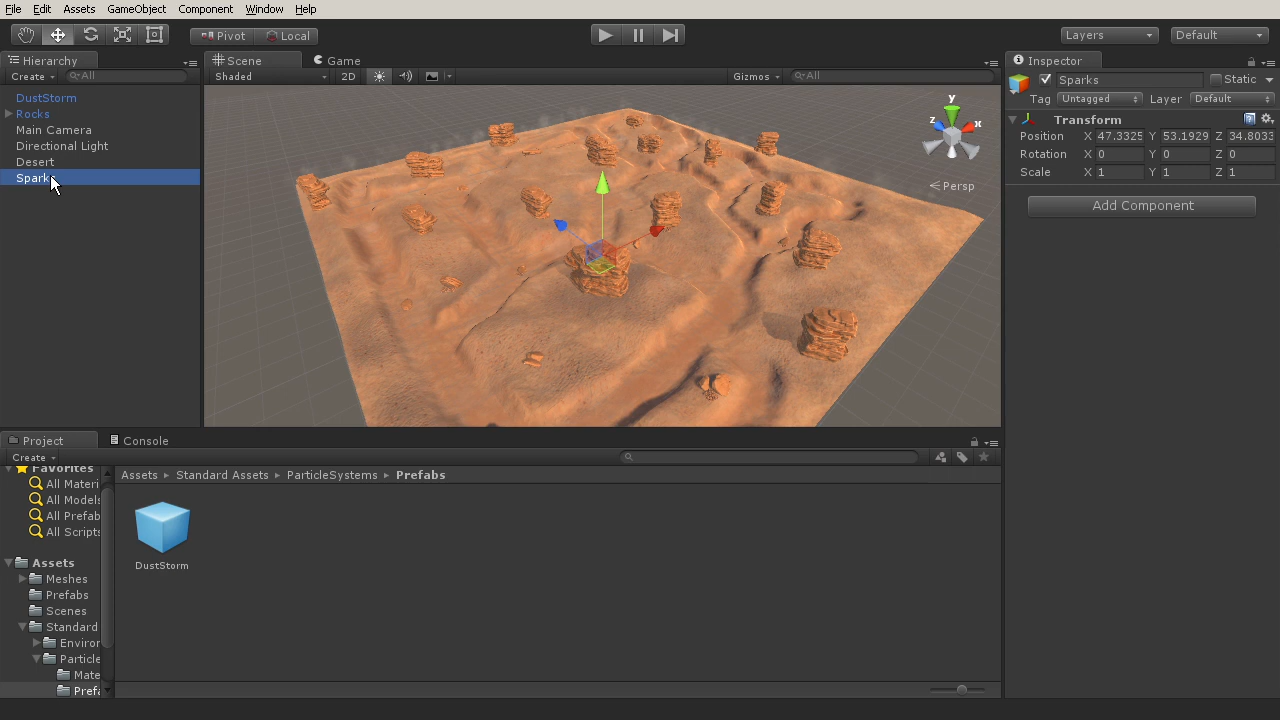 File Edit Assets GameObject Component Window Help
Pivot Local Layers Default
Hierarchy
Create All
DustStorm
Rocks
Main Camera
Directional Light
Desert
Sparks
Scene Game
Shaded 2D Gizmos All
y
z x
Persp
Inspector
Sparks Static
Tag Untagged Layer Default
Transform
Position X 47.3325 Y 53.1929 Z 34.8033
Rotation X 0 Y 0 Z 0
Scale X 1 Y 1 Z 1
Add Component
Project Console
Create
Favorites
All Materi
All Models
All Prefab
All Scripts
Assets
Meshes
Prefabs
Scenes
Standard
Enviror
Particle
Mate
Prefa
Assets Standard Assets ParticleSystems Prefabs
DustStorm